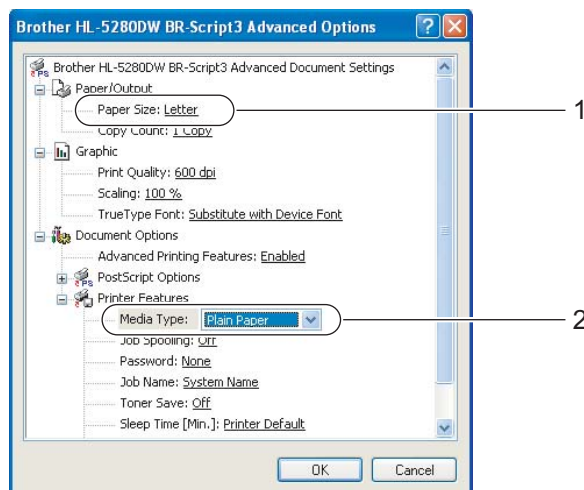 Brother HL-5280DW BR-Script3 Advanced Options
Brother HL-5280DW BR-Script3 Advanced Document Settings
Paper/Output
Paper Size: Letter
1
Copy Count: 1 Copy
Graphic
Print Quality: 600 dpi
Scaling: 100 %
TrueType Font: Substitute with Device Font
Document Options
Advanced Printing Features: Enabled
PostScript Options
Printer Features
Media Type: Plain Paper
2
Job Spooling: Off
Password: None
Job Name: System Name
Toner Save: Off
Sleep Time [Min.]: Printer Default
OK Cancel